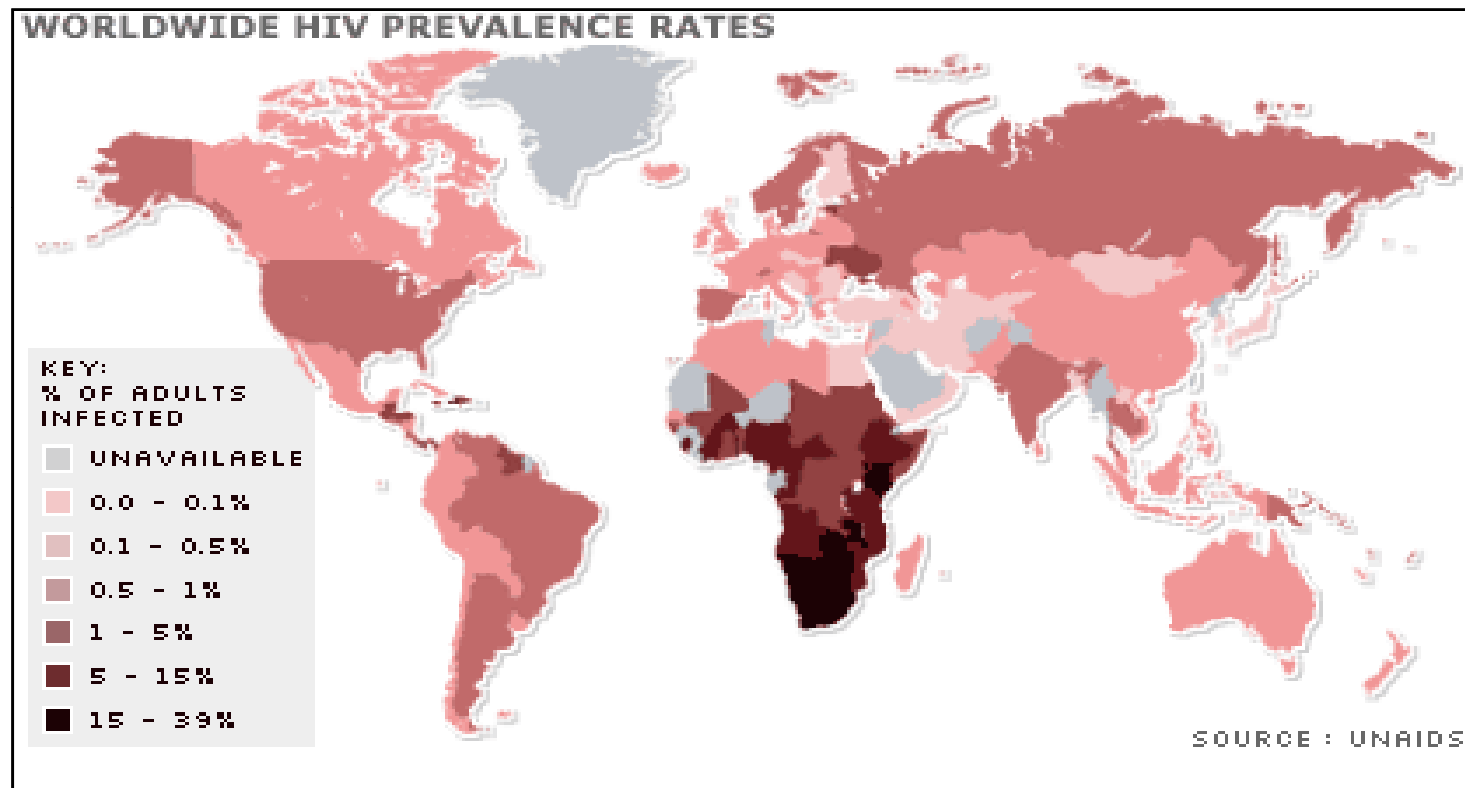 WORLDWIDE HIV PREVALENCE RATES
KEY:
% OF ADULTS
INFECTED
UNAVAILABLE
0.0 - 0.1%
0.1 - 0.5%
0.5 - 1%
1 - 5%
5 - 15%
15 - 39%
SOURCE : UNAIDS